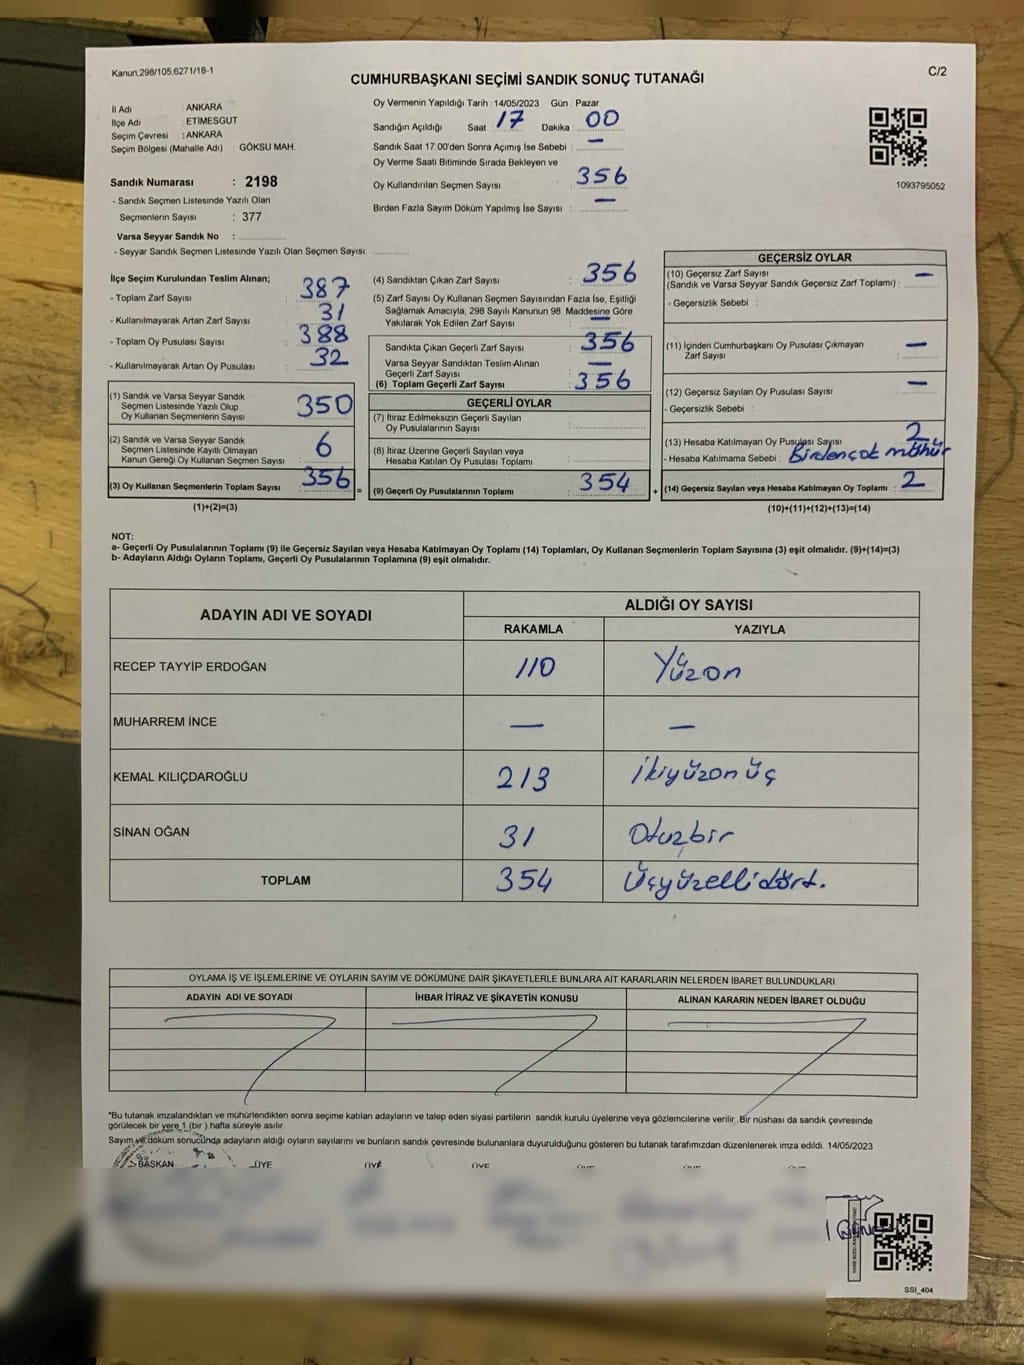 Kanun,298/105,6271/18-1
C/2
CUMHURBAŞKANI SEÇİMİ SANDIK SONUÇ TUTANAĞI
İl Adı : ANKARA
İlçe Adı : ETİMESGUT
Seçim Çevresi : ANKARA
Seçim Bölgesi (Mahalle Adı) : GÖKSU MAH.
Sandık Numarası : 2198
- Sandık Seçmen Listesinde Yazılı Olan
Seçmenlerin Sayısı : 377
Varsa Seyyar Sandık No :
- Seyyar Sandık Seçmen Listesinde Yazılı Olan Seçmen Sayısı:
Oy Vermenin Yapıldığı Tarih : 14/05/2023 Gün : Pazar
Sandığın Açıldığı Saat : 17 Dakika : 00
Sandık Saat 17:00'den Sonra Açımış İse Sebebi : —
Oy Verme Saati Bitiminde Sırada Bekleyen ve
Oy Kullandırılan Seçmen Sayısı : 356
Birden Fazla Sayım Döküm Yapılmış İse Sayısı : —
1093795052
İlçe Seçim Kurulundan Teslim Alınan;
- Toplam Zarf Sayısı : 387
- Kullanılmayarak Artan Zarf Sayısı : 31
- Toplam Oy Pusulası Sayısı : 388
- Kullanılmayarak Artan Oy Pusulası : 32
(1) Sandık ve Varsa Seyyar Sandık
Seçmen Listesinde Yazılı Olup
Oy Kullanan Seçmenlerin Sayısı 350
(2) Sandık ve Varsa Seyyar Sandık
Seçmen Listesinde Kayıtlı Olmayan
Kanun Gereği Oy Kullanan Seçmen Sayısı 6
(3) Oy Kullanan Seçmenlerin Toplam Sayısı 356 =
(1)+(2)=(3)
(4) Sandıktan Çıkan Zarf Sayısı : 356
(5) Zarf Sayısı Oy Kullanan Seçmen Sayısından Fazla İse, Eşitliği
Sağlamak Amacıyla, 298 Sayılı Kanunun 98. Maddesine Göre
Yakılarak Yok Edilen Zarf Sayısı : —
Sandıkta Çıkan Geçerli Zarf Sayısı : 356
Varsa Seyyar Sandıktan Teslim Alınan
Geçerli Zarf Sayısı : —
(6) Toplam Geçerli Zarf Sayısı : 356
GEÇERLİ OYLAR
(7) İtiraz Edilmeksizin Geçerli Sayılan
Oy Pusulalarının Sayısı :
(8) İtiraz Üzerine Geçerli Sayılan veya
Hesaba Katılan Oy Pusulası Toplamı :
(9) Geçerli Oy Pusulalarının Toplamı : 354 +
GEÇERSİZ OYLAR
(10) Geçersiz Zarf Sayısı —
(Sandık ve Varsa Seyyar Sandık Geçersiz Zarf Toplamı) :
- Geçersizlik Sebebi :
(11) İçinden Cumhurbaşkanı Oy Pusulası Çıkmayan
Zarf Sayısı : —
(12) Geçersiz Sayılan Oy Pusulası Sayısı : —
- Geçersizlik Sebebi :
(13) Hesaba Katılmayan Oy Pusulası Sayısı : 2
- Hesaba Katılmama Sebebi : Birden çok mühür
(14) Geçersiz Sayılan veya Hesaba Katılmayan Oy Toplamı : 2
(10)+(11)+(12)+(13)=(14)
NOT:
a- Geçerli Oy Pusulalarının Toplamı (9) ile Geçersiz Sayılan veya Hesaba Katılmayan Oy Toplamı (14) Toplamları, Oy Kullanan Seçmenlerin Toplam Sayısına (3) eşit olmalıdır. (9)+(14)=(3)
b- Adayların Aldığı Oyların Toplamı, Geçerli Oy Pusulalarının Toplamına (9) eşit olmalıdır.
ADAYIN ADI VE SOYADI ALDIĞI OY SAYISI
RAKAMLA YAZIYLA
RECEP TAYYİP ERDOĞAN 110 Yüzon
MUHARREM İNCE — —
KEMAL KILIÇDAROĞLU 213 İkiyüzonüç
SİNAN OĞAN 31 Otuzbir
TOPLAM 354 Üçyüzellidört.
OYLAMA İŞ VE İŞLEMLERİNE VE OYLARIN SAYIM VE DÖKÜMÜNE DAİR ŞİKAYETLERLE BUNLARA AİT KARARLARIN NELERDEN İBARET BULUNDUKLARI
ADAYIN ADI VE SOYADI İHBAR İTİRAZ VE ŞİKAYETİN KONUSU ALINAN KARARIN NEDEN İBARET OLDUĞU
*Bu tutanak imzalandıktan ve mühürlendikten sonra seçime katılan adayların ve talep eden siyasi partilerin sandık kurulu üyelerine veya gözlemcilerine verilir. Bir nüshası da sandık çevresinde
görülecek bir yere 1 (bir ) hafta süreyle asılır.
Sayım ve döküm sonucunda adayların aldığı oyların sayılarını ve bunların sandık çevresinde bulunanlara duyurulduğunu gösteren bu tutanak tarafımızdan düzenlenerek imza edildi. 14/05/2023
BAŞKAN ÜYE ÜYE ÜYE
SSI_404